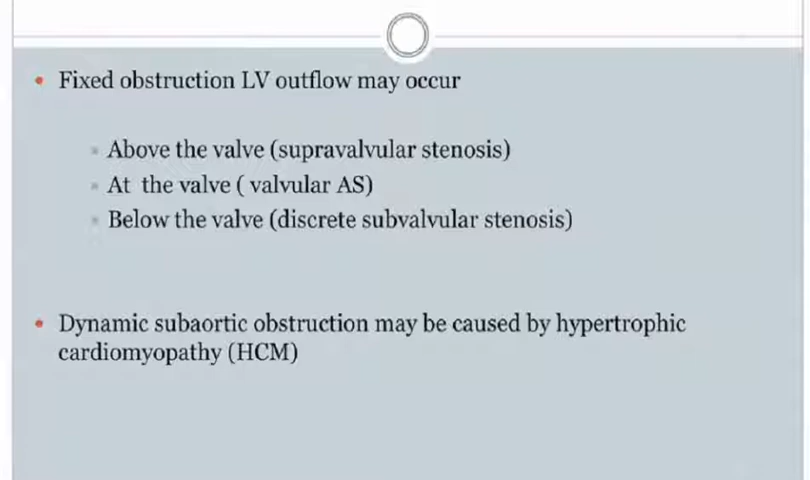 • Fixed obstruction LV outflow may occur
▪ Above the valve (supravalvular stenosis)
▪ At the valve ( valvular AS)
▪ Below the valve (discrete subvalvular stenosis)
• Dynamic subaortic obstruction may be caused by hypertrophic
cardiomyopathy (HCM)